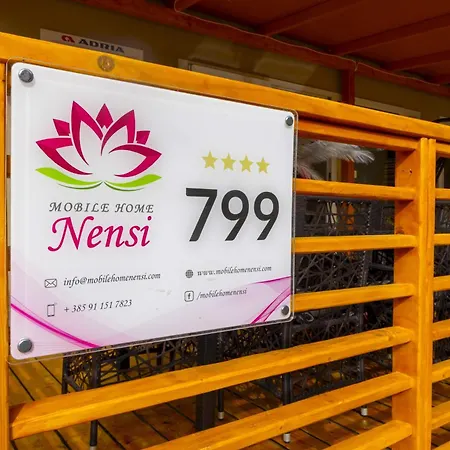 ADRIA
MOBILE HOME
Nensi
799
info@mobilehomenensi.com
www.mobilehomenensi.com
+ 385 91 151 7823
/mobilehomenensi